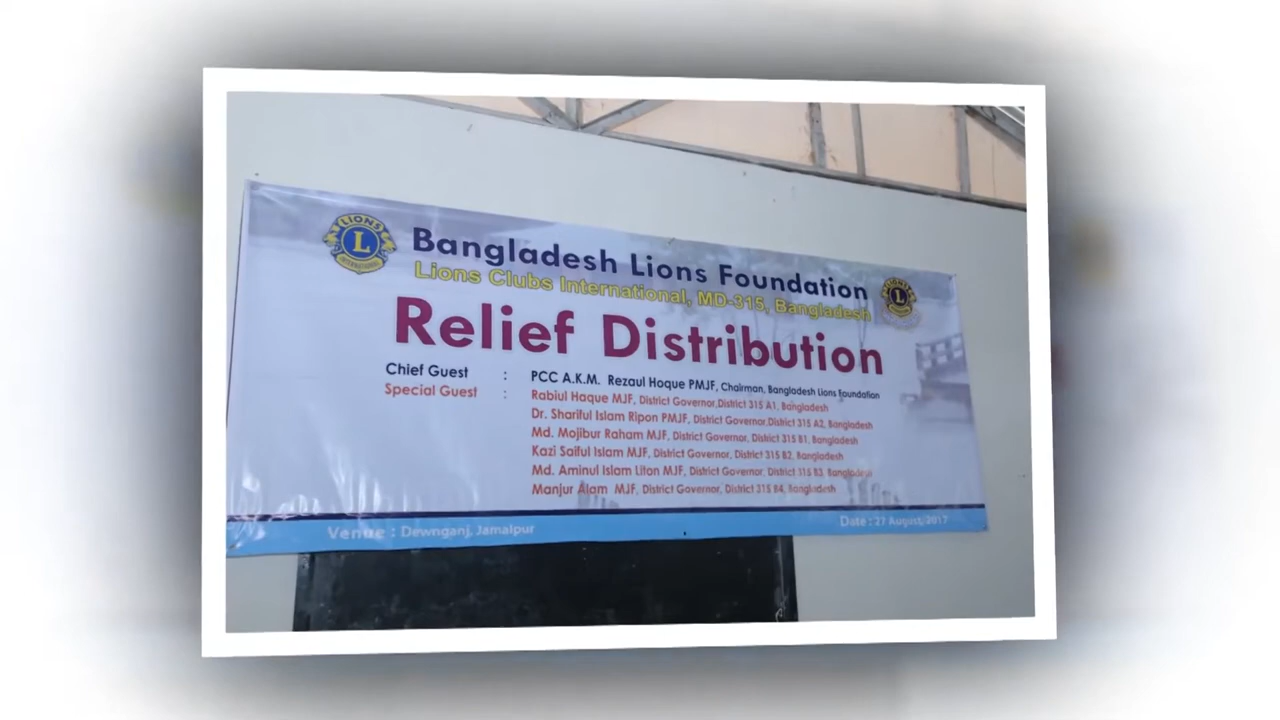 LIONS
L
INTERNATIONAL
Bangladesh Lions Foundation
Lions Clubs International, MD-315, Bangladesh
LIONS
L
Relief Distribution
Chief Guest : PCC A.K.M. Rezaul Hoque PMJF, Chairman, Bangladesh Lions Foundation
Special Guest : Rabiul Haque MJF, District Governor,District 315 A1, Bangladesh
Dr. Shariful Islam Ripon PMJF, District Governor,District 315 A2, Bangladesh
Md. Mojibur Raham MJF, District Governor, District 315 B1, Bangladesh
Kazi Saiful Islam MJF, District Governor, District 315 B2, Bangladesh
Md. Aminul Islam Liton MJF, District Governor, District 315 B3, Bangladesh
Manjur Alam MJF, District Governor, District 315 B4, Bangladesh
Venue : Dewnganj, Jamalpur
Date : 27 August, 2017